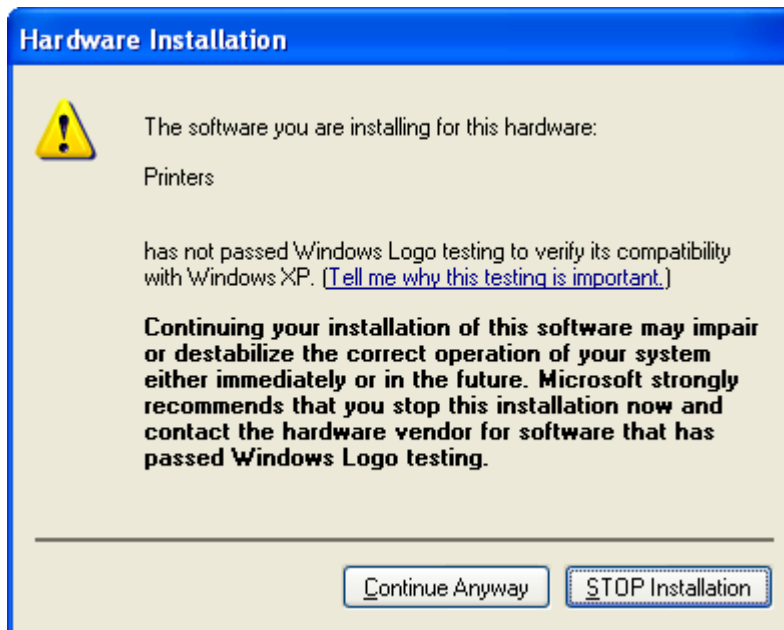 Hardware Installation
The software you are installing for this hardware:
Printers
has not passed Windows Logo testing to verify its compatibility
with Windows XP. (Tell me why this testing is important.)
Continuing your installation of this software may impair
or destabilize the correct operation of your system
either immediately or in the future. Microsoft strongly
recommends that you stop this installation now and
contact the hardware vendor for software that has
passed Windows Logo testing.
Continue Anyway
STOP Installation